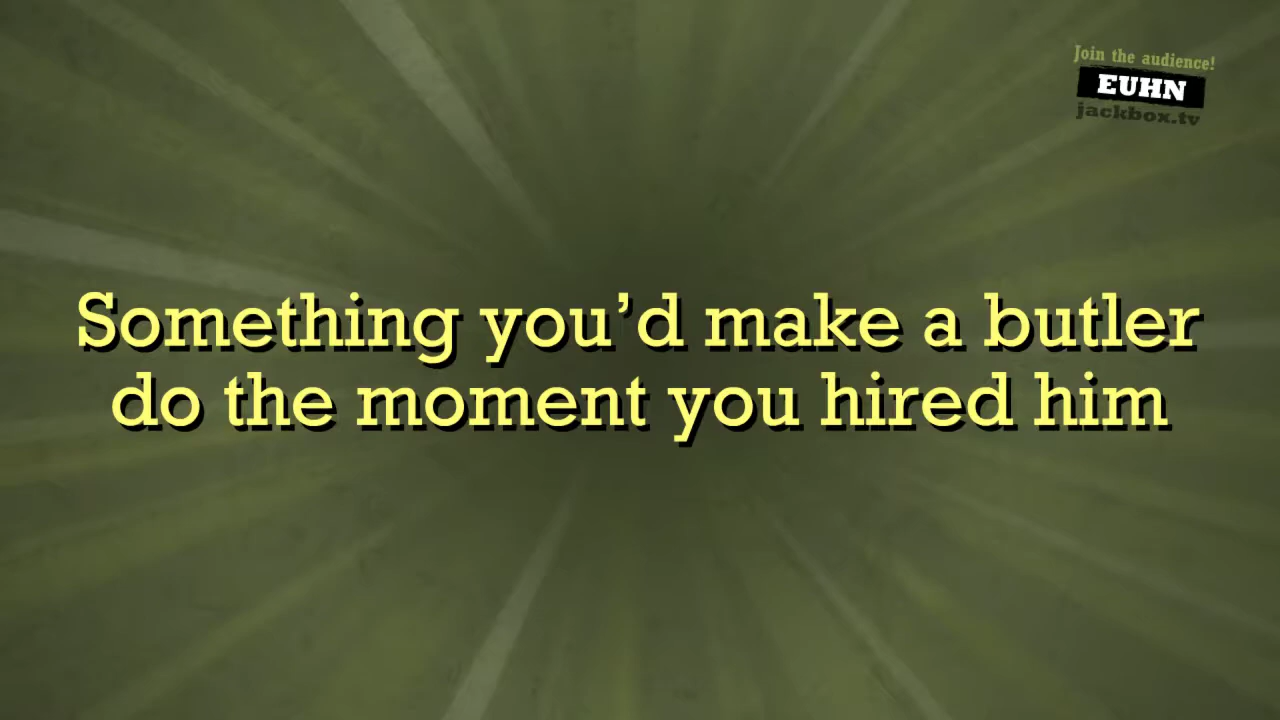 Join the audience!
EUHN
jackbox.tv
Something you’d make a butler
do the moment you hired him